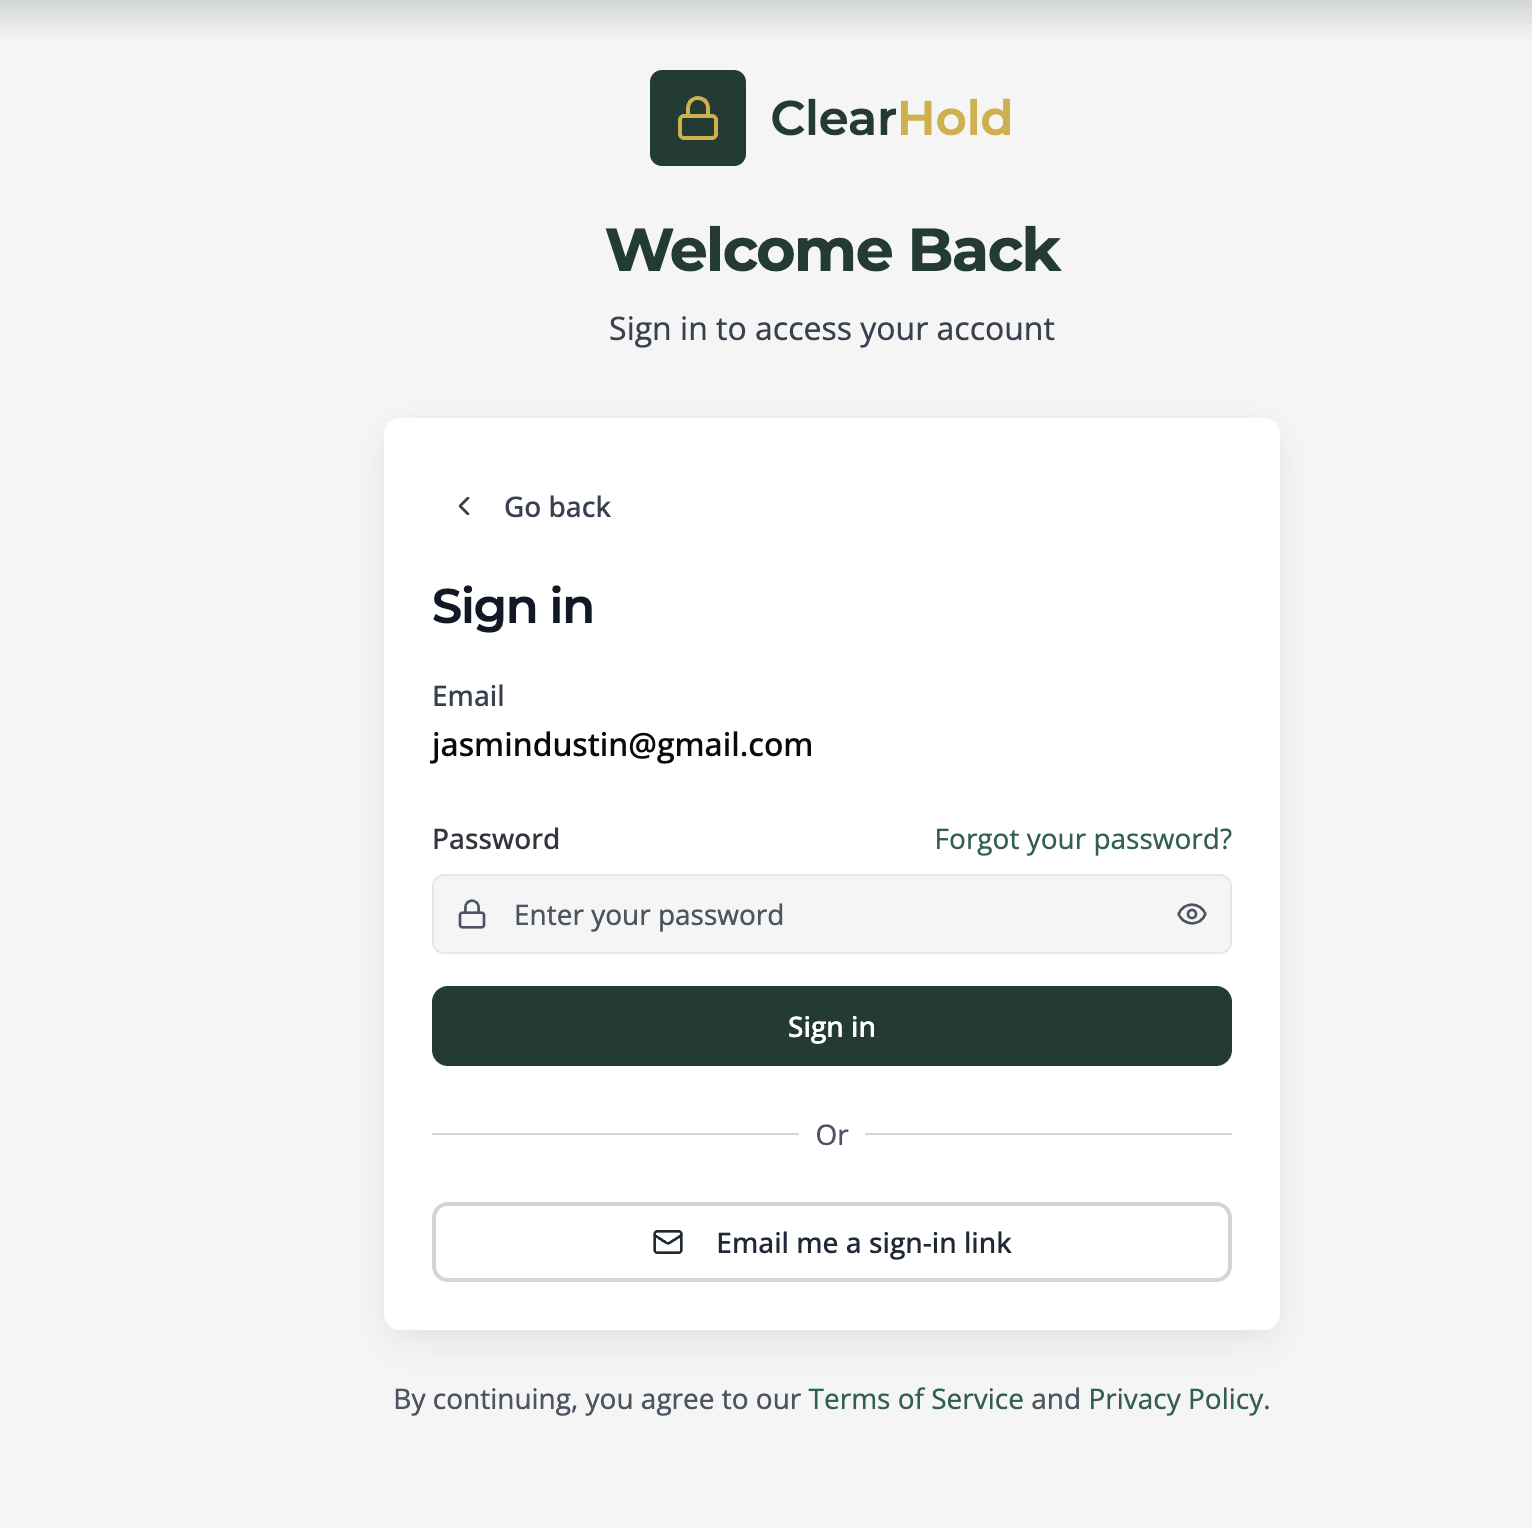 ClearHold
Welcome Back
Sign in to access your account
Go back
Sign in
Email
jasmindustin@gmail.com
Password
Forgot your password?
Enter your password
Sign in
Or
Email me a sign-in link
By continuing, you agree to our Terms of Service and Privacy Policy.